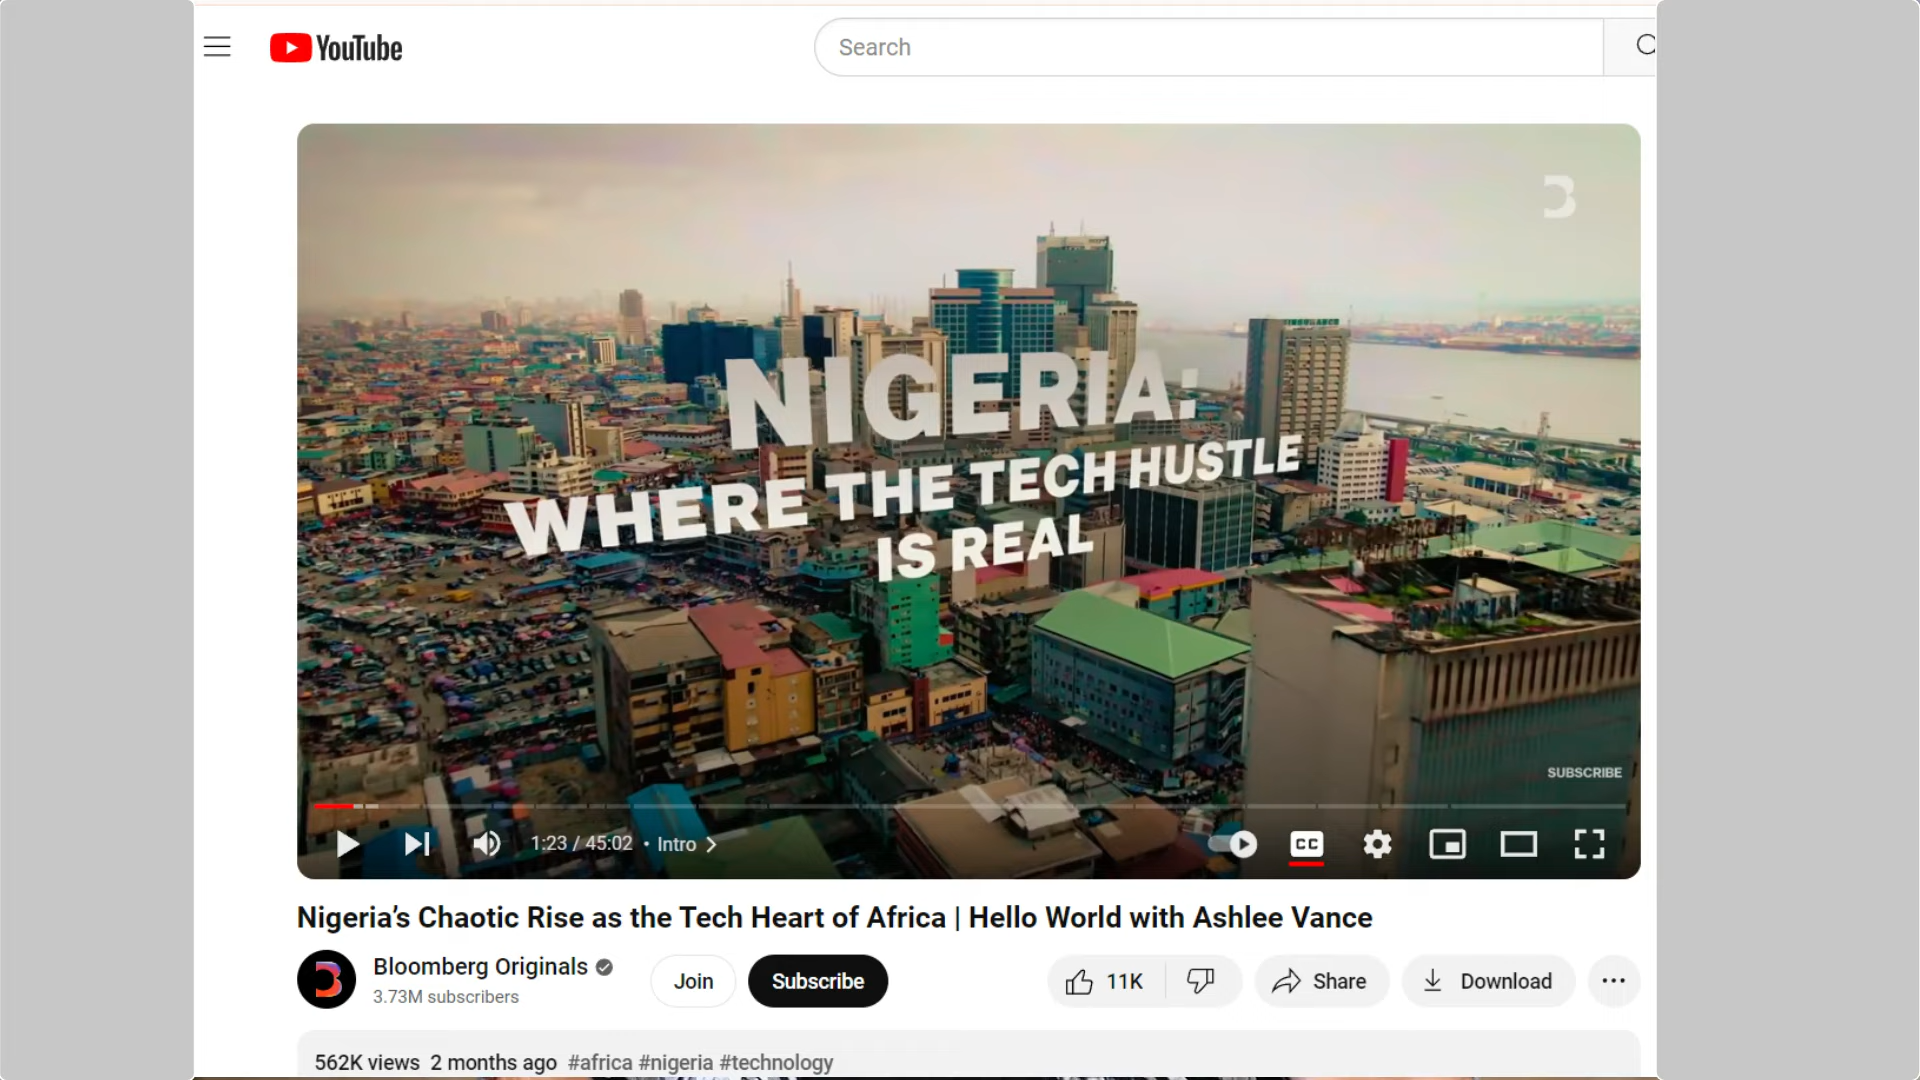 YouTube
Search
NIGERIA:
WHERE THE TECH HUSTLE
IS REAL
SUBSCRIBE
1:23 / 45:02 • Intro
CC
Nigeria’s Chaotic Rise as the Tech Heart of Africa | Hello World with Ashlee Vance
Bloomberg Originals
3.73M subscribers
Join
Subscribe
11K
Share
Download
562K views 2 months ago #africa #nigeria #technology